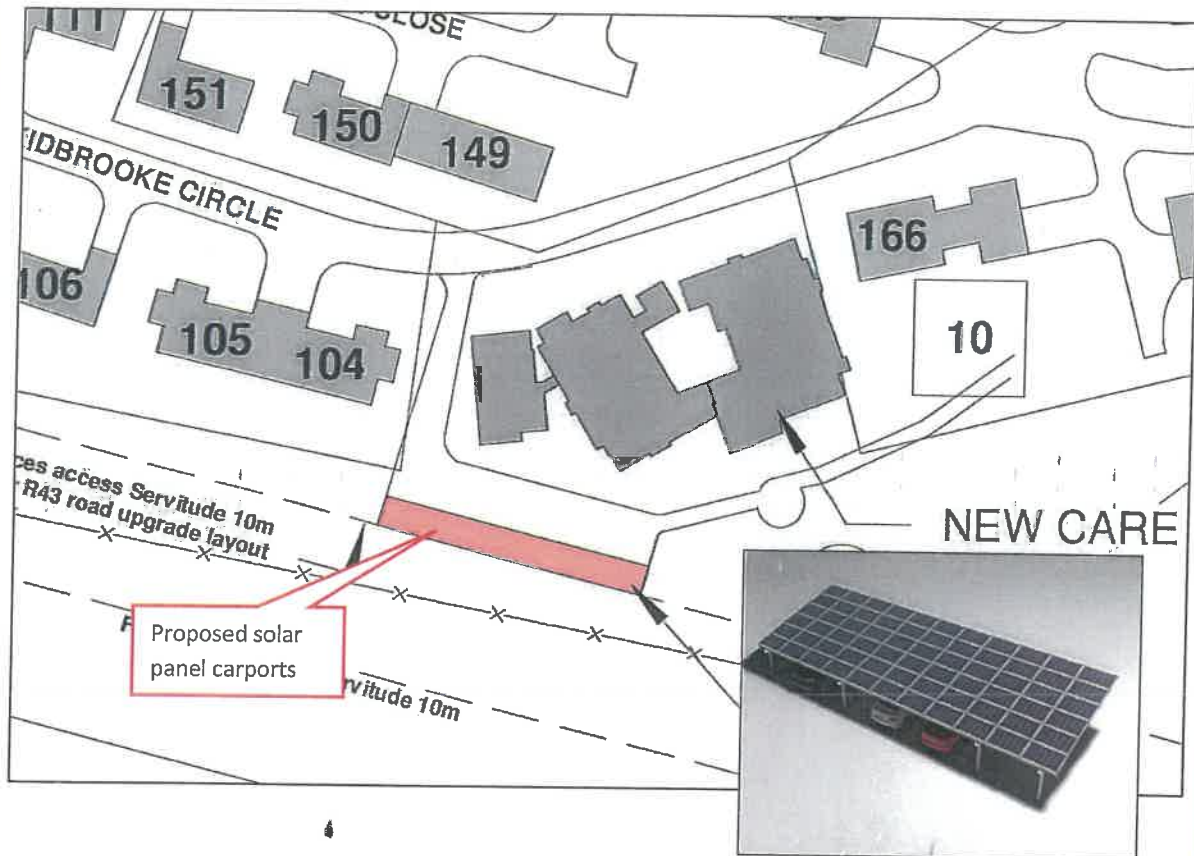 111
CLOSE
151
150
149
IDBROOKE CIRCLE
166
106
105
104
10
ces access Servitude 10m
R43 road upgrade layout
NEW CARE
Proposed solar
panel carports
rvitude 10m